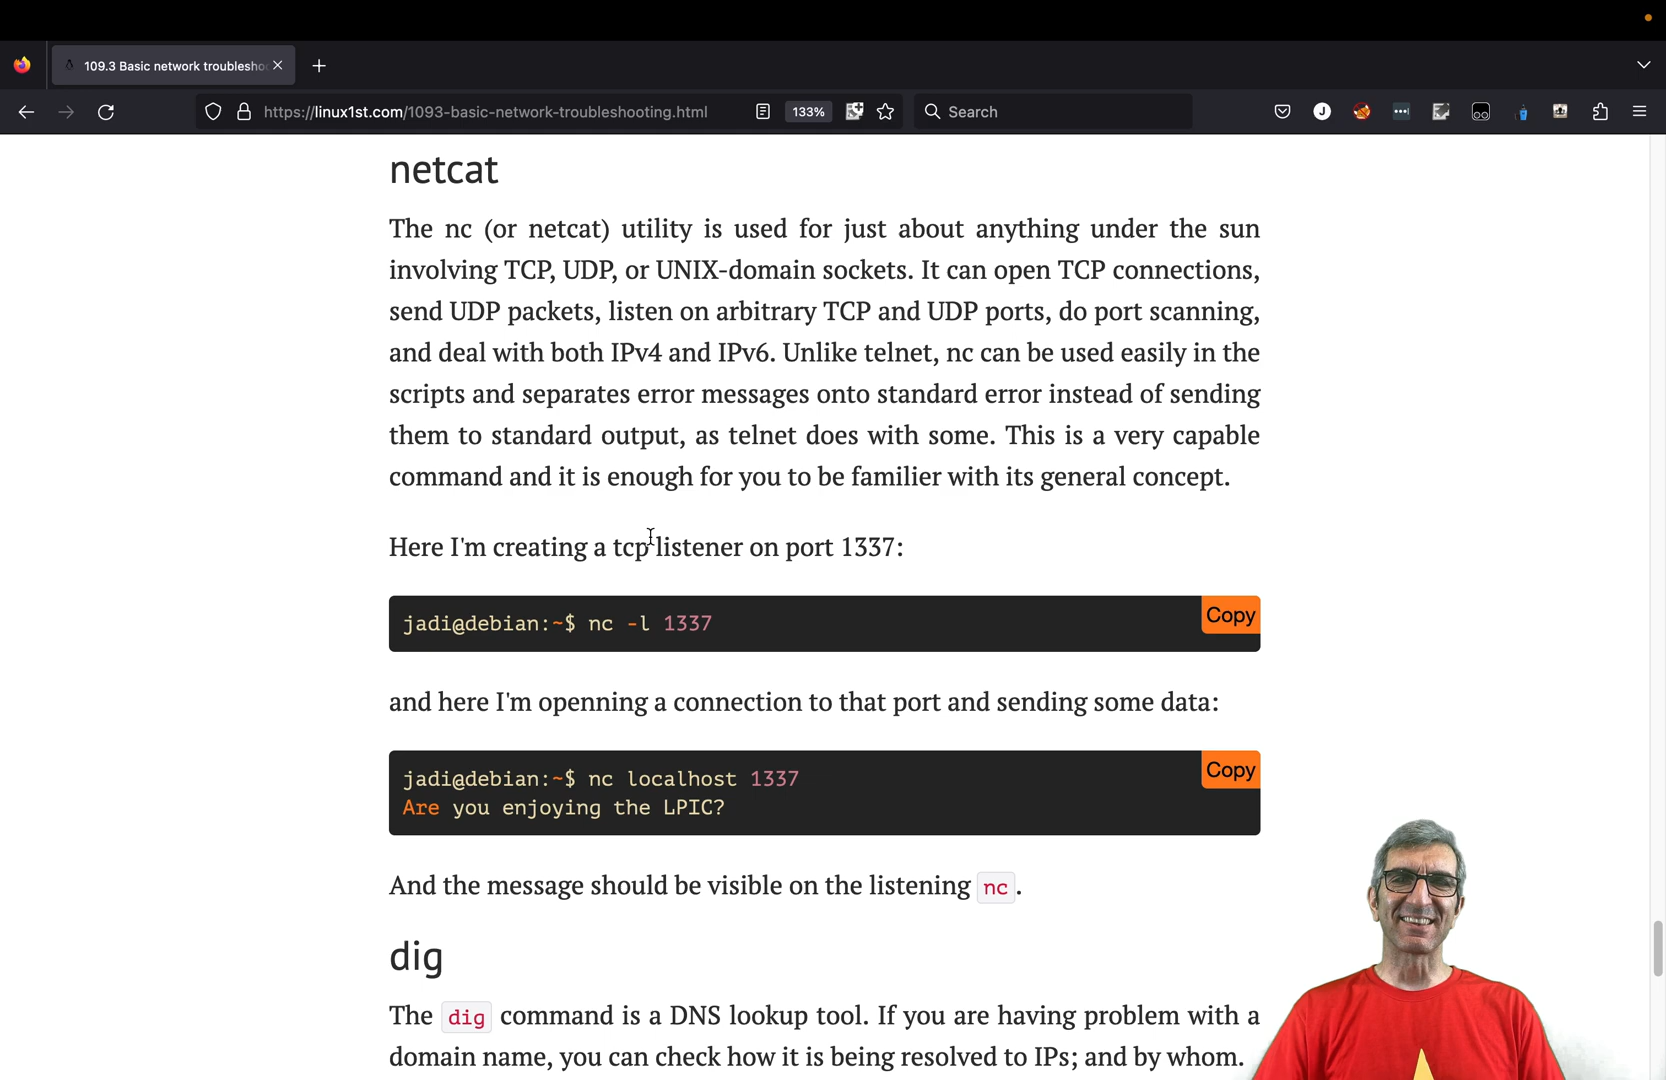 109.3 Basic network troublesho
https://linux1st.com/1093-basic-network-troubleshooting.html
133%
Search
J
netcat
The nc (or netcat) utility is used for just about anything under the sun
involving TCP, UDP, or UNIX-domain sockets. It can open TCP connections,
send UDP packets, listen on arbitrary TCP and UDP ports, do port scanning,
and deal with both IPv4 and IPv6. Unlike telnet, nc can be used easily in the
scripts and separates error messages onto standard error instead of sending
them to standard output, as telnet does with some. This is a very capable
command and it is enough for you to be familier with its general concept.
Here I'm creating a tcp listener on port 1337:
jadi@debian:~$ nc -l 1337
Copy
and here I'm openning a connection to that port and sending some data:
jadi@debian:~$ nc localhost 1337
Copy
Are you enjoying the LPIC?
And the message should be visible on the listening nc.
dig
The dig command is a DNS lookup tool. If you are having problem with a
domain name, you can check how it is being resolved to IPs; and by whom.